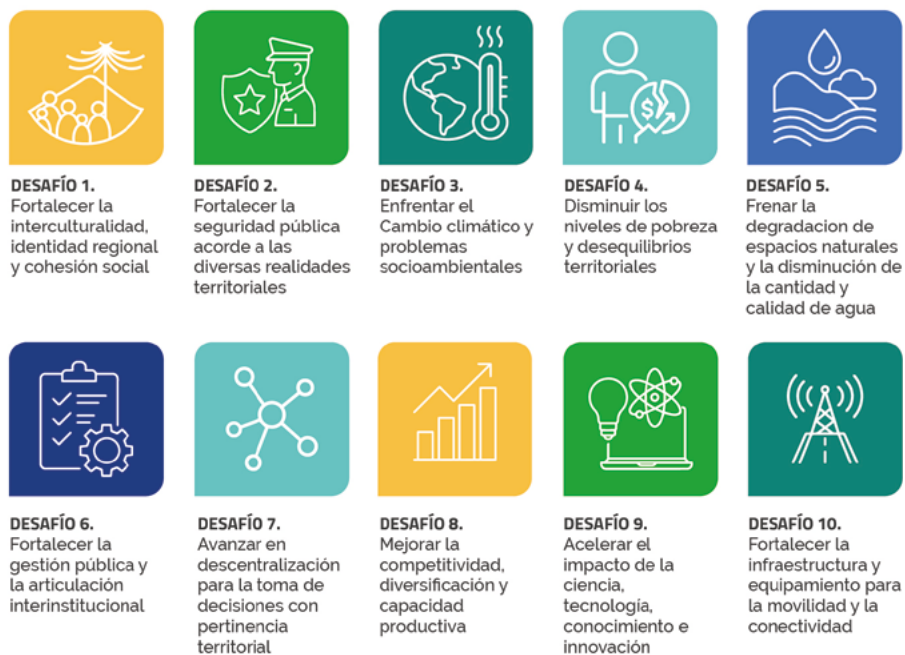 DESAFÍO 1.
Fortalecer la
interculturalidad,
identidad regional
y cohesión social
DESAFÍO 2.
Fortalecer la
seguridad pública
acorde a las
diversas realidades
territoriales
DESAFÍO 3.
Enfrentar el
Cambio climático y
problemas
socioambientales
DESAFÍO 4.
Disminuir los
niveles de pobreza
y desequilibrios
territoriales
DESAFÍO 5.
Frenar la
degradacion de
espacios naturales
y la disminución de
la cantidad y
calidad de agua
DESAFÍO 6.
Fortalecer la
gestión pública y
la articulación
interinstitucional
DESAFÍO 7.
Avanzar en
descentralización
para la toma de
decisiones con
pertinencia
territorial
DESAFÍO 8.
Mejorar la
competitividad,
diversificación y
capacidad
productiva
DESAFÍO 9.
Acelerar el
impacto de la
ciencia,
tecnología,
conocimiento e
innovación
DESAFÍO 10.
Fortalecer la
infraestructura y
equipamiento para
la movilidad y la
conectividad